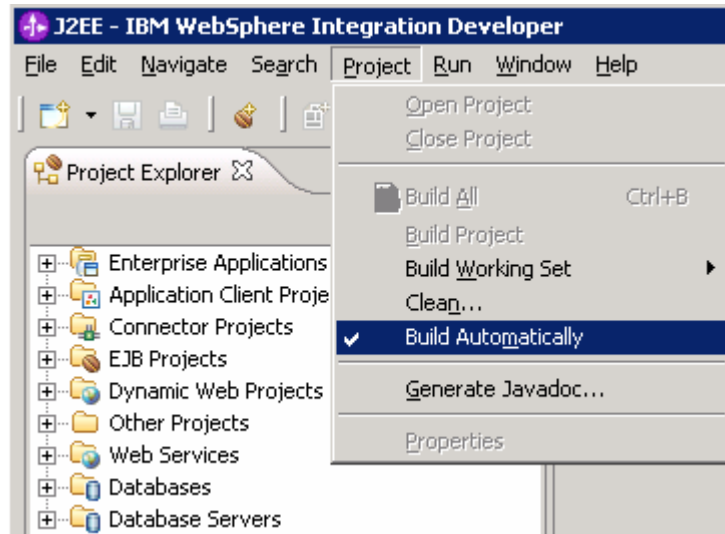 J2EE - IBM WebSphere Integration Developer
File Edit Navigate Search Project Run Window Help
Open Project
Close Project
Build All Ctrl+B
Build Project
Build Working Set
Clean...
Build Automatically
Generate Javadoc...
Properties
Project Explorer
Enterprise Applications
Application Client Proje
Connector Projects
EJB Projects
Dynamic Web Projects
Other Projects
Web Services
Databases
Database Servers